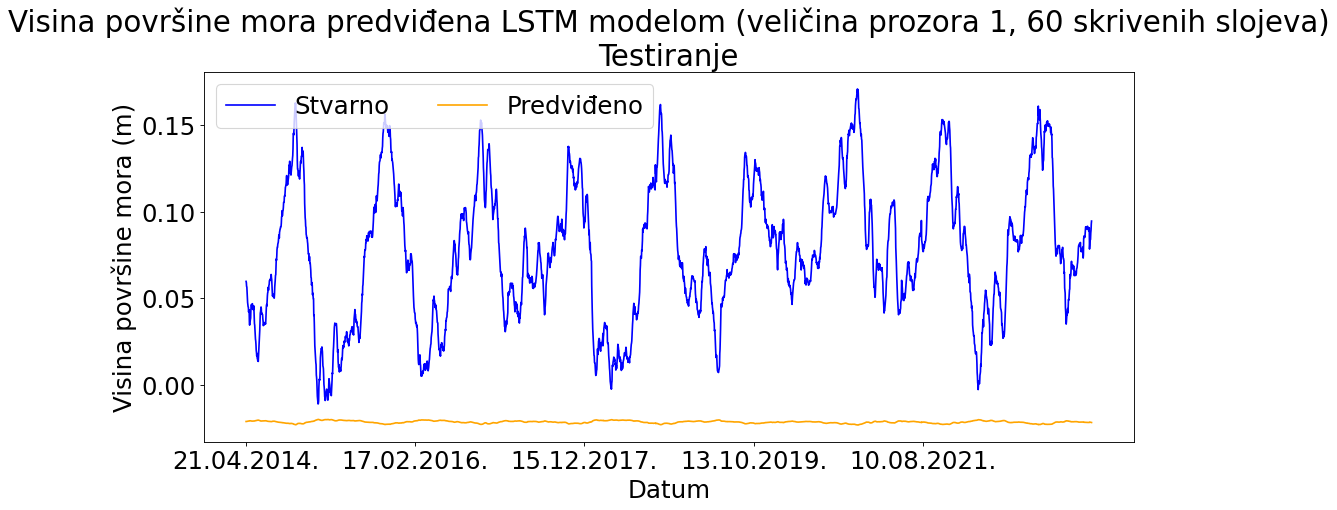 Visina površine mora predviđena LSTM modelom (veličina prozora 1, 60 skrivenih slojeva)
Testiranje
Stvarno
Predviđeno
Visina površine mora (m)
0.15
0.10
0.05
0.00
21.04.2014.
17.02.2016.
15.12.2017.
13.10.2019.
10.08.2021.
Datum